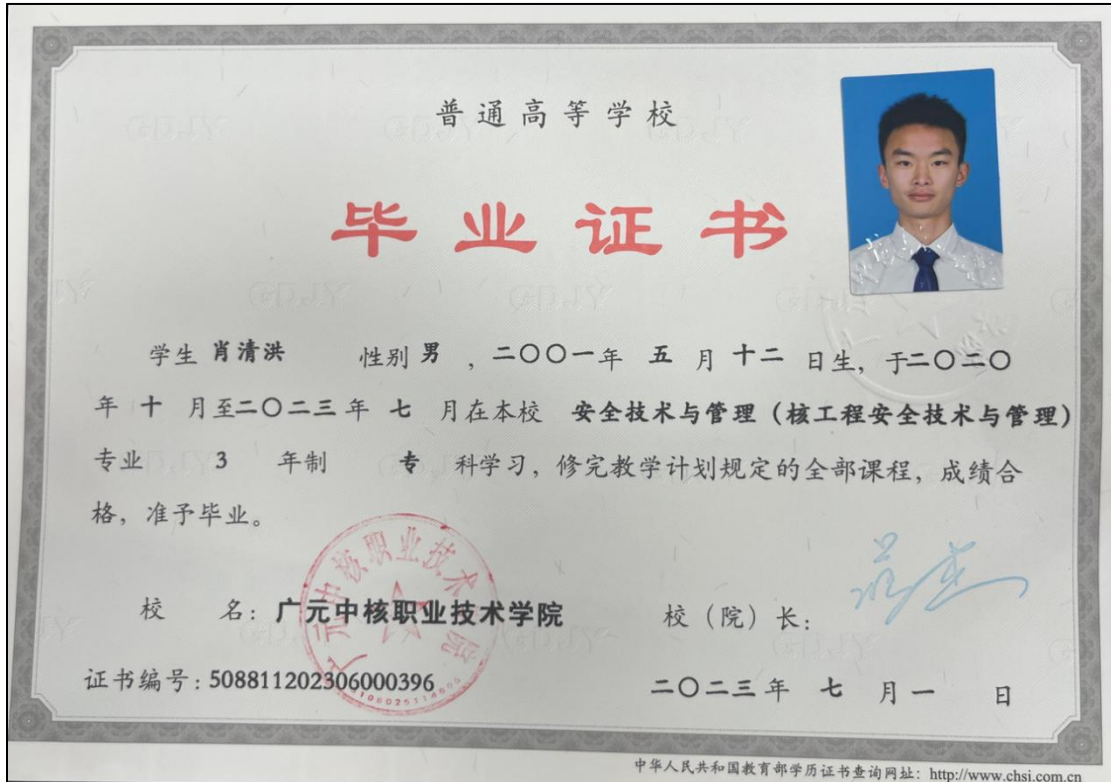 普通高等学校
毕业证书
学生 肖清洪 性别 男 ，二〇〇一年 五 月 十二 日生，于二〇二〇
年 十 月至二〇二三 年 七 月在本校 安全技术与管理（核工程安全技术与管理）
专业 3 年制 专 科学习，修完教学计划规定的全部课程，成绩合
格，准予毕业。
校 名：广元中核职业技术学院
校（院）长：
证书编号：508811202306000396
二〇二三 年 七 月 一 日
中华人民共和国教育部学历证书查询网址：http://www.chsi.com.cn